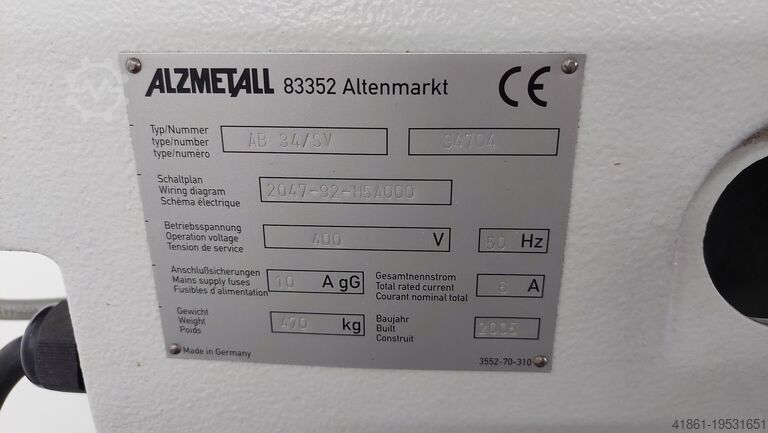 ALZMETALL 83352 Altenmarkt CE
Typ/Nummer
type/number
type/numéro
AB 34/SV
S4704
Schaltplan
Wiring diagram
Schéma électrique
2047-92-H5A000
Betriebsspannung
Operation voltage
Tension de service
400 V
50 Hz
Anschlußsicherungen
Mains supply fuses
Fusibles d'alimentation
10 A gG
Gesamtnennstrom
Total rated current
Courant nominal total
6 A
Gewicht
Weight
Poids
470 kg
Baujahr
Built
Construit
2005
Made in Germany
3552-70-310
41861-19531651